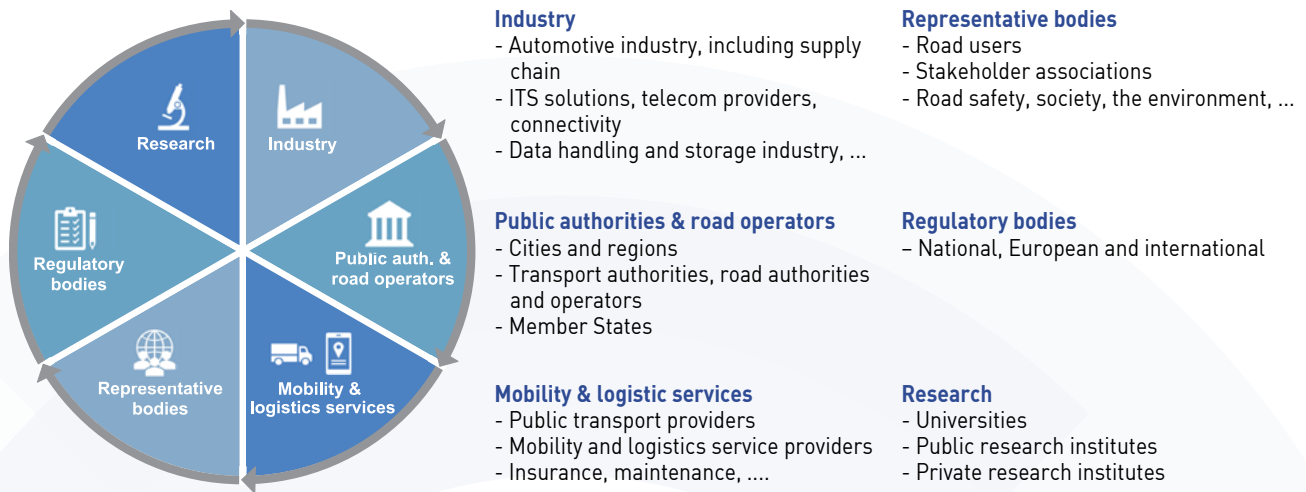 Research
Industry
Public auth. &
road operators
Mobility &
logistics services
Representative
bodies
Regulatory
bodies
Industry
- Automotive industry, including supply
chain
- ITS solutions, telecom providers,
connectivity
- Data handling and storage industry, ...
Public authorities & road operators
- Cities and regions
- Transport authorities, road authorities
and operators
- Member States
Mobility & logistic services
- Public transport providers
- Mobility and logistics service providers
- Insurance, maintenance, ....
Representative bodies
- Road users
- Stakeholder associations
- Road safety, society, the environment, ...
Regulatory bodies
– National, European and international
Research
- Universities
- Public research institutes
- Private research institutes